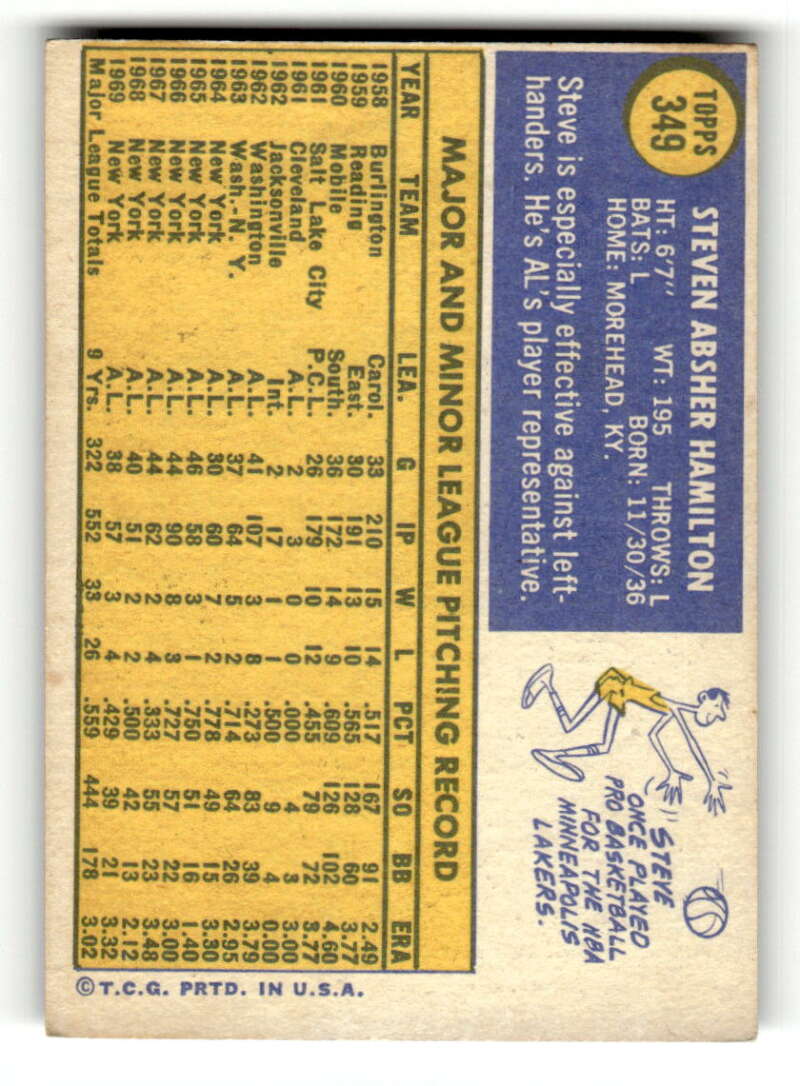 TOPPS
349
STEVEN ABSHER HAMILTON
HT: 6'7" WT: 195 THROWS: L
BATS: L BORN: 11/30/36
HOME: MOREHEAD, KY.
Steve is especially effective against left-
handers. He's AL's player representative.
STEVE
ONCE PLAYED
PRO BASKETBALL
FOR THE NBA
MINNEAPOLIS
LAKERS.
MAJOR AND MINOR LEAGUE PITCHING RECORD
YEAR TEAM LEA. G IP W L PCT SO BB ERA
1958 Burlington Carol. 33 210 15 14 .517 167 91 2.49
1959 Reading East. 30 191 13 10 .565 128 60 3.77
1960 Mobile South. 36 172 14 9 .609 126 102 4.60
1961 Salt Lake City P.C.L. 26 179 10 12 .455 79 72 3.77
1961 Cleveland A.L. 2 3 0 0 .000 4 3 3.00
1962 Jacksonville Int. 2 17 1 1 .500 9 4 0.00
1962 Washington A.L. 41 107 3 8 .273 83 39 3.79
1963 Wash.-N.Y. A.L. 37 64 5 2 .714 64 26 2.95
1964 New York A.L. 30 60 7 2 .778 49 15 3.30
1965 New York A.L. 46 58 3 1 .750 51 16 1.40
1966 New York A.L. 44 90 8 3 .727 57 22 3.00
1967 New York A.L. 44 62 2 4 .333 55 23 3.48
1968 New York A.L. 40 51 2 2 .500 42 13 2.12
1969 New York A.L. 38 57 3 4 .429 39 21 3.32
Major League Totals 9 Yrs. 322 552 33 26 .559 444 178 3.02
© T.C.G. PRTD. IN U.S.A.